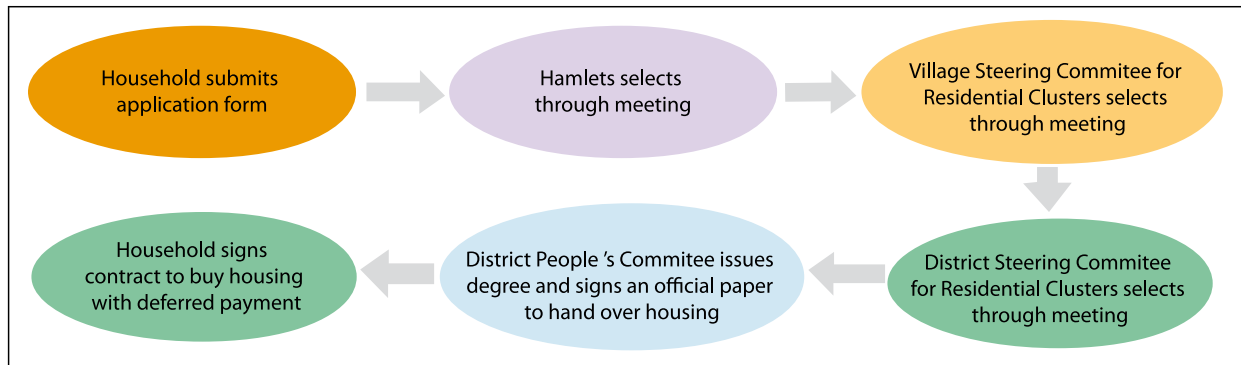 Household submits
application form
Hamlets selects
through meeting
Village Steering Commitee for
Residential Clusters selects
through meeting
District Steering Commitee
for Residential Clusters selects
through meeting
District People 's Commitee issues
degree and signs an official paper
to hand over housing
Household signs
contract to buy housing
with deferred payment